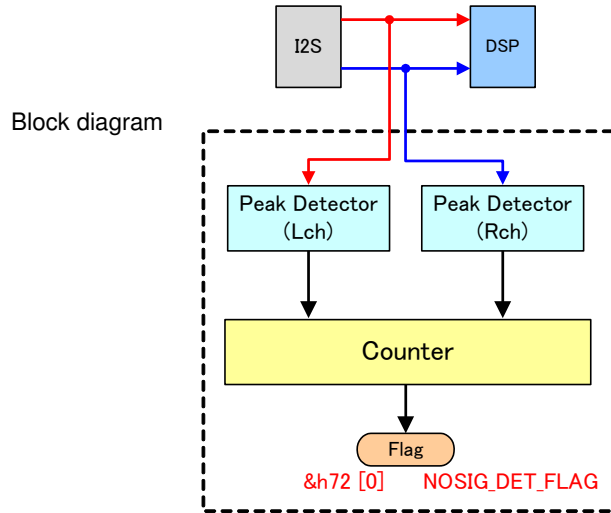 I2S
DSP
Block diagram
Peak Detector
(Lch)
Peak Detector
(Rch)
Counter
Flag
&h72 [0] NOSIG_DET_FLAG